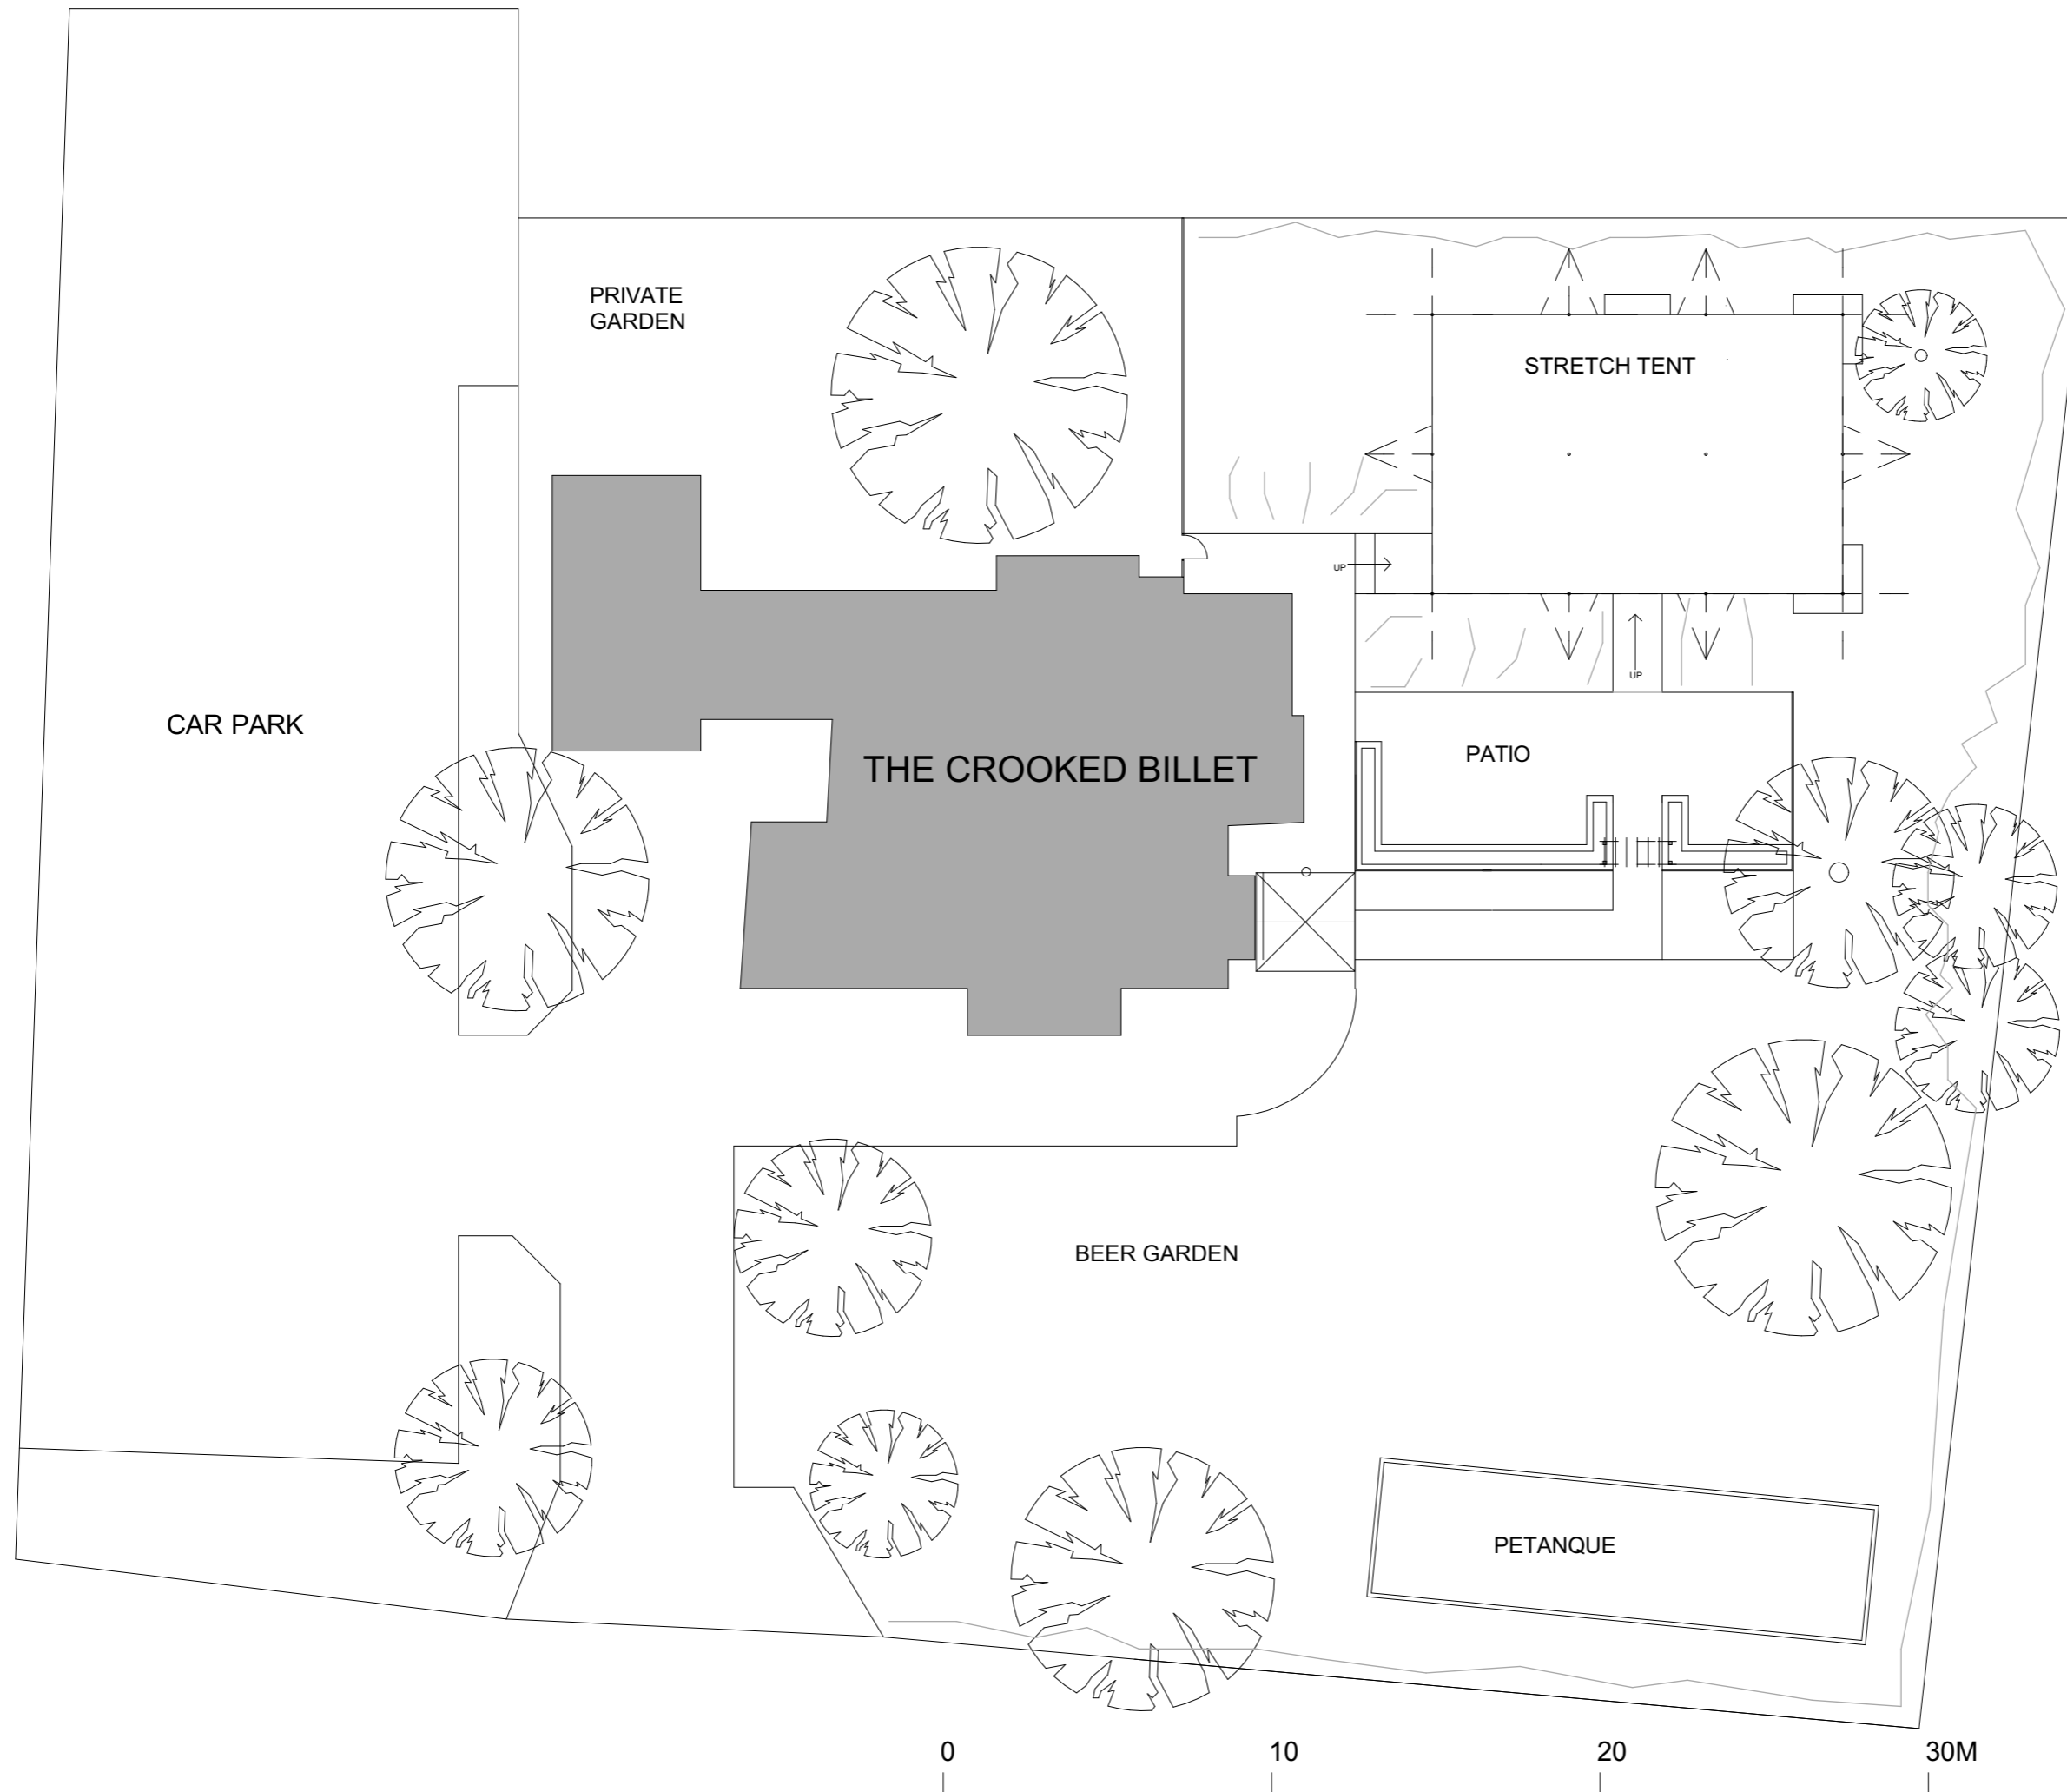 PRIVATE
GARDEN
STRETCH TENT
UP
UP
CAR PARK
PATIO
THE CROOKED BILLET
BEER GARDEN
PETANQUE
0 10 20 30M